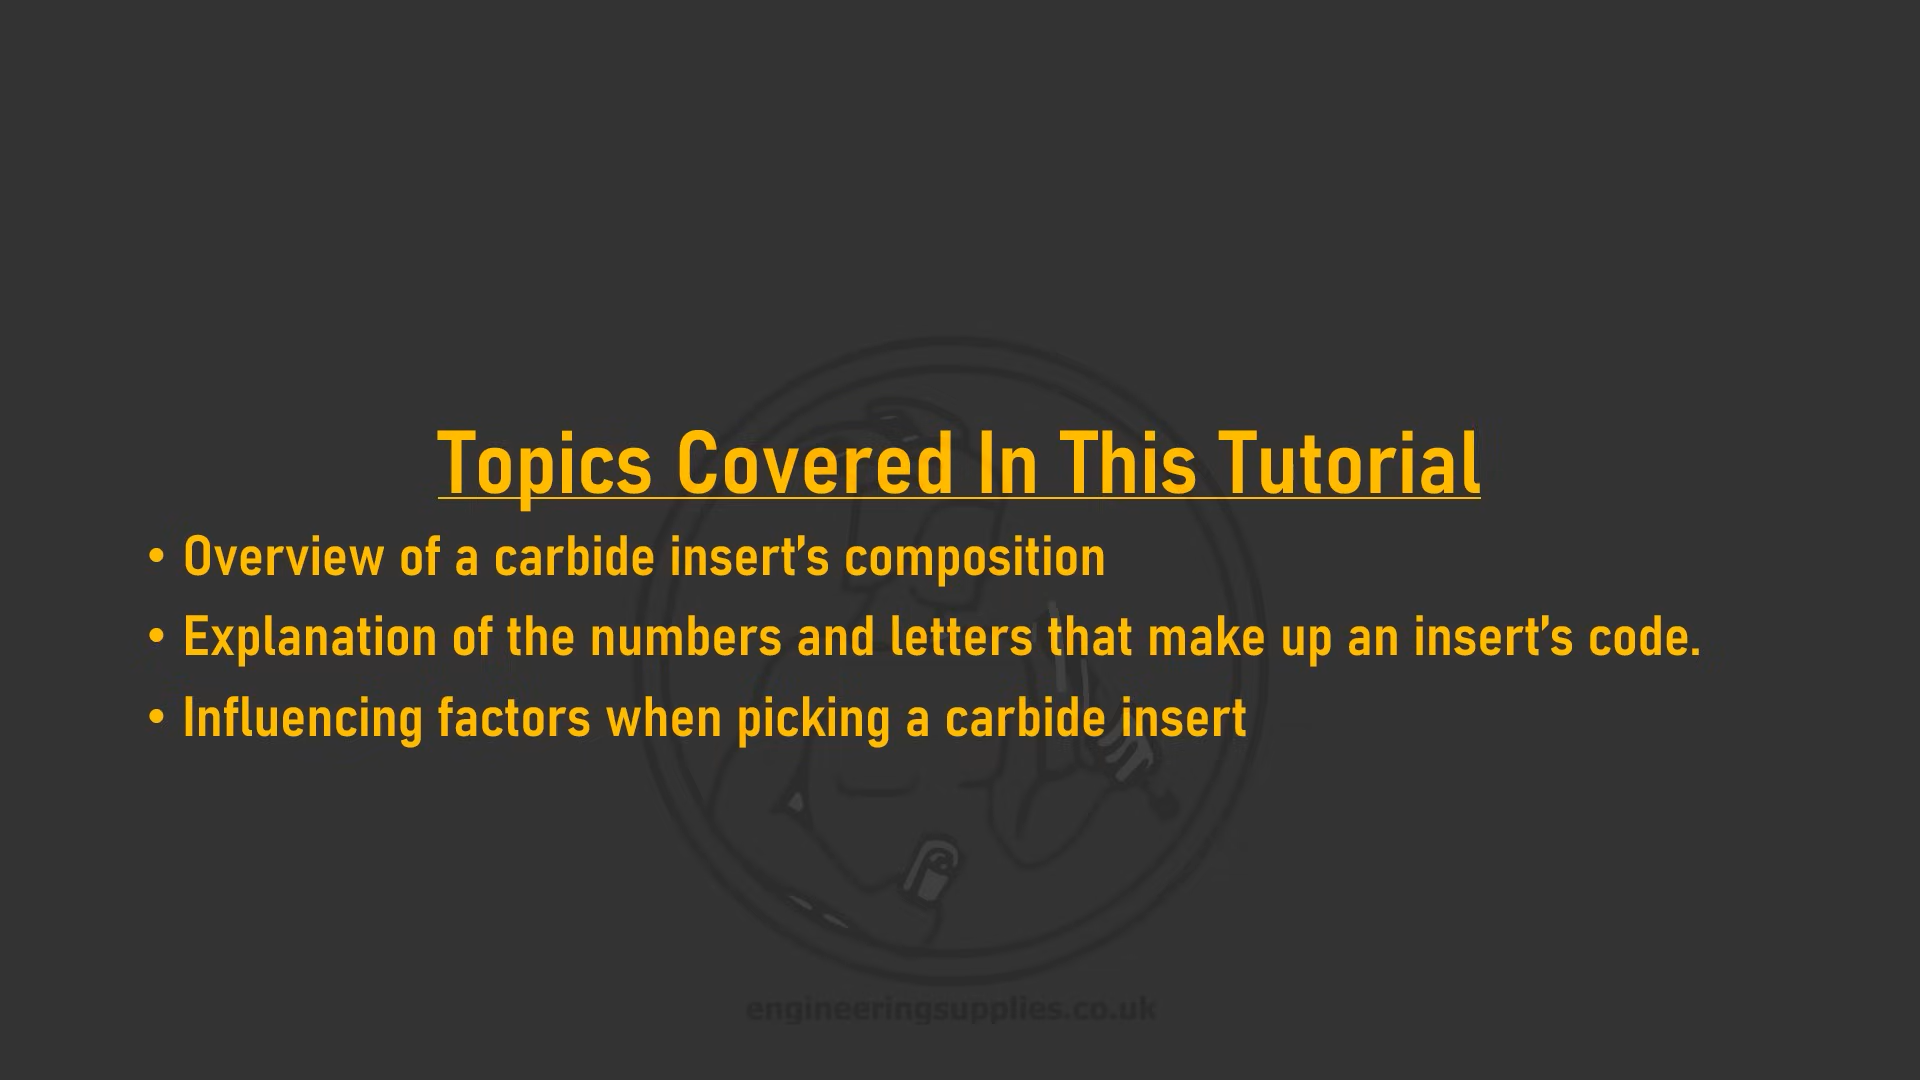 Topics Covered In This Tutorial
• Overview of a carbide insert’s composition
• Explanation of the numbers and letters that make up an insert’s code.
• Influencing factors when picking a carbide insert
engineeringsupplies.co.uk